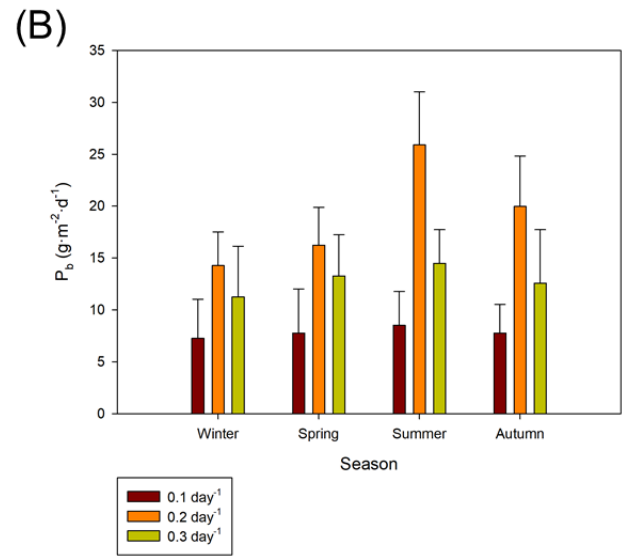 (B)
35
30
25
20
15
10
5
0
P_b (g·m⁻²·d⁻¹)
Winter Spring Summer Autumn
Season
0.1 day⁻¹
0.2 day⁻¹
0.3 day⁻¹